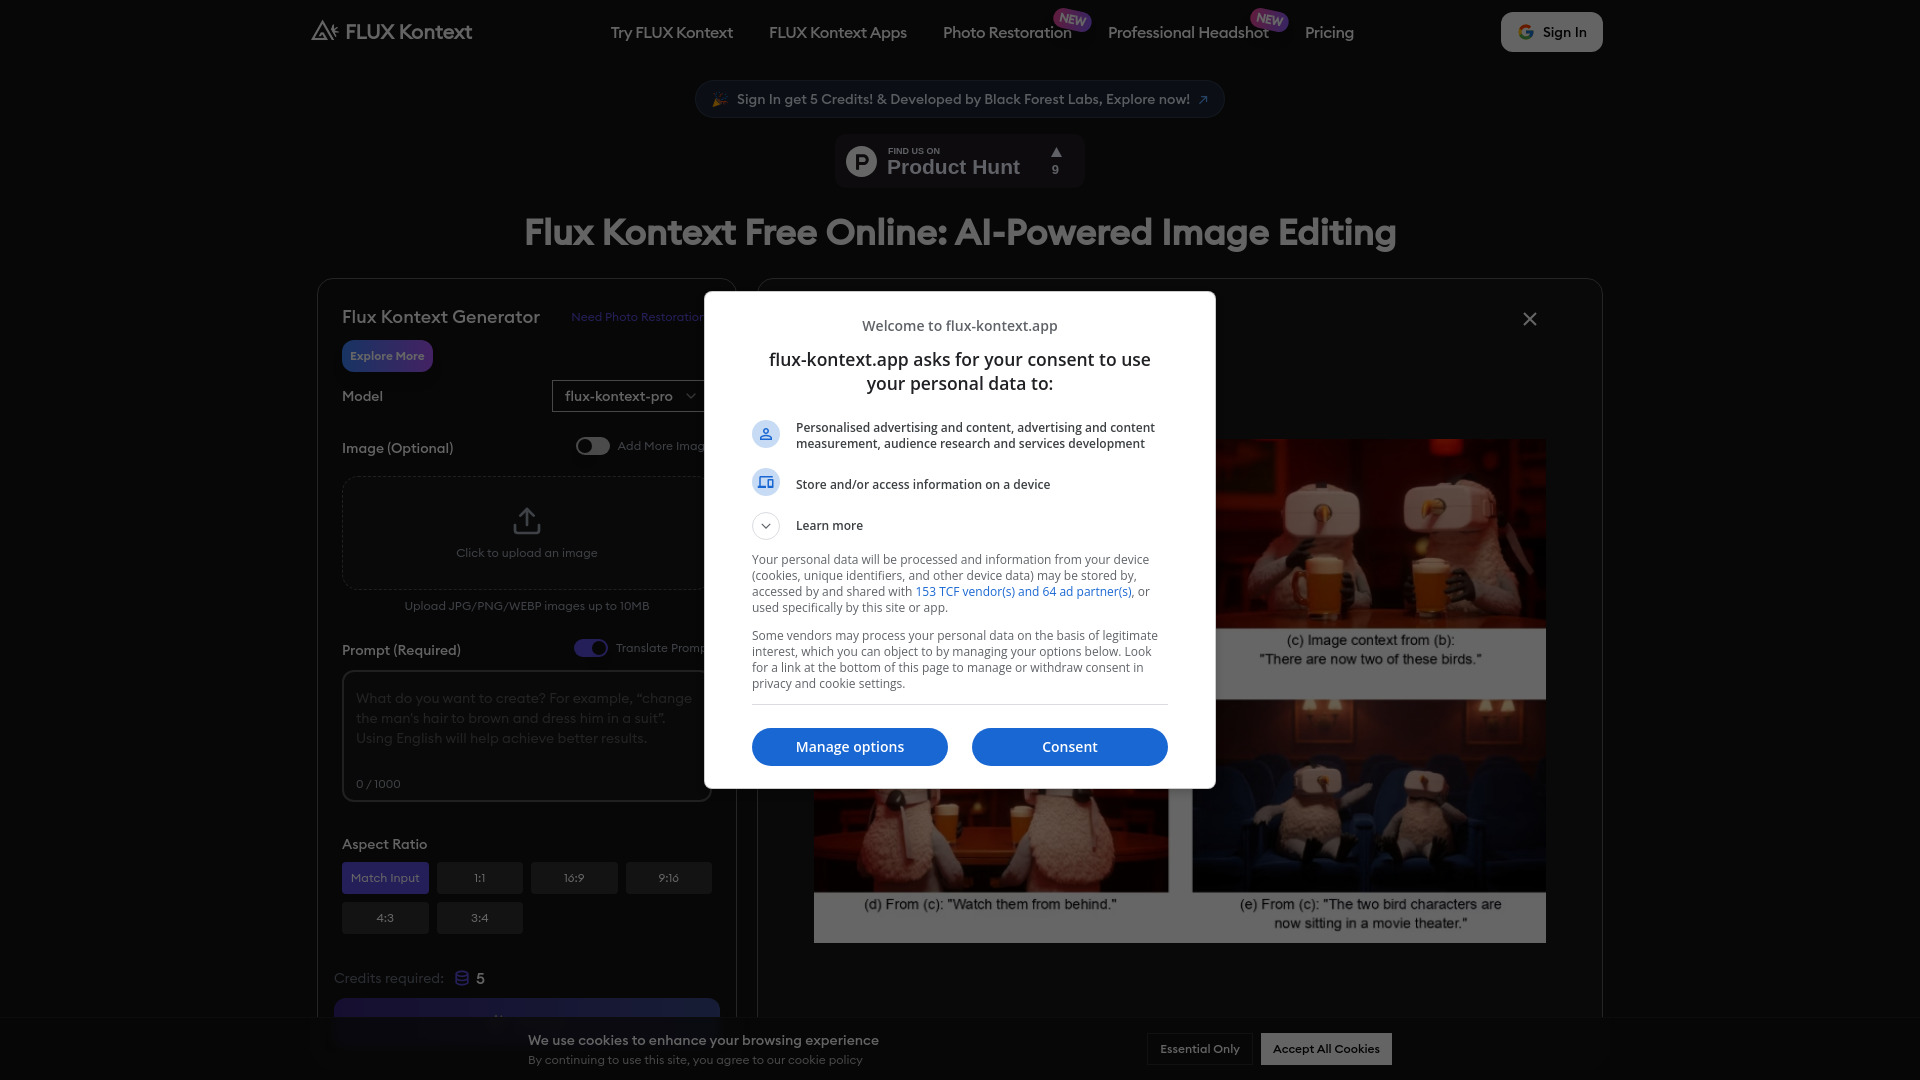 FLUX Kontext
Try FLUX Kontext
FLUX Kontext Apps
Photo Restoration
NEW
Professional Headshot
NEW
Pricing
Sign In
🎉 Sign In get 5 Credits! & Developed by Black Forest Labs, Explore now!
P
FIND US ON
Product Hunt
9
Flux Kontext Free Online: AI-Powered Image Editing
Flux Kontext Generator
Need Photo Restoration
Explore More
Model
flux-kontext-pro
Image (Optional)
Add More Imag
Click to upload an image
Upload JPG/PNG/WEBP images up to 10MB
Prompt (Required)
Translate Promp
What do you want to create? For example, “change
the man's hair to brown and dress him in a suit”.
Using English will help achieve better results.
0 / 1000
Aspect Ratio
Match Input
1:1
16:9
9:16
4:3
3:4
Credits required:
5
Welcome to flux-kontext.app
flux-kontext.app asks for your consent to use
your personal data to:
Personalised advertising and content, advertising and content
measurement, audience research and services development
Store and/or access information on a device
Learn more
Your personal data will be processed and information from your device
(cookies, unique identifiers, and other device data) may be stored by,
accessed by and shared with 153 TCF vendor(s) and 64 ad partner(s), or
used specifically by this site or app.
Some vendors may process your personal data on the basis of legitimate
interest, which you can object to by managing your options below. Look
for a link at the bottom of this page to manage or withdraw consent in
privacy and cookie settings.
Manage options
Consent
(c) Image context from (b):
"There are now two of these birds."
(d) From (c): "Watch them from behind."
(e) From (c): "The two bird characters are
now sitting in a movie theater."
We use cookies to enhance your browsing experience
By continuing to use this site, you agree to our cookie policy
Essential Only
Accept All Cookies